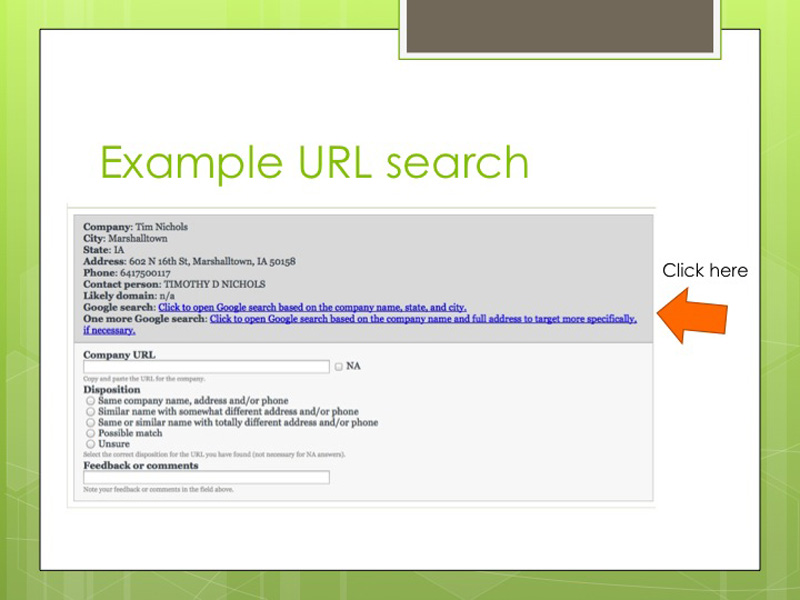 Example URL search
Company: Tim Nichols
City: Marshalltown
State: IA
Address: 602 N 16th St, Marshalltown, IA 50158
Phone: 6417500117
Contact person: TIMOTHY D NICHOLS
Likely domain: n/a
Google search: Click to open Google search based on the company name, state, and city.
One more Google search: Click to open Google search based on the company name and full address to target more specifically,
if necessary.
Click here
Company URL
NA
Copy and paste the URL for the company.
Disposition
Same company name, address and/or phone
Similar name with somewhat different address and/or phone
Same or similar name with totally different address and/or phone
Possible match
Unsure
Select the correct disposition for the URL you have found (not necessary for NA answers).
Feedback or comments
Note your feedback or comments in the field above.